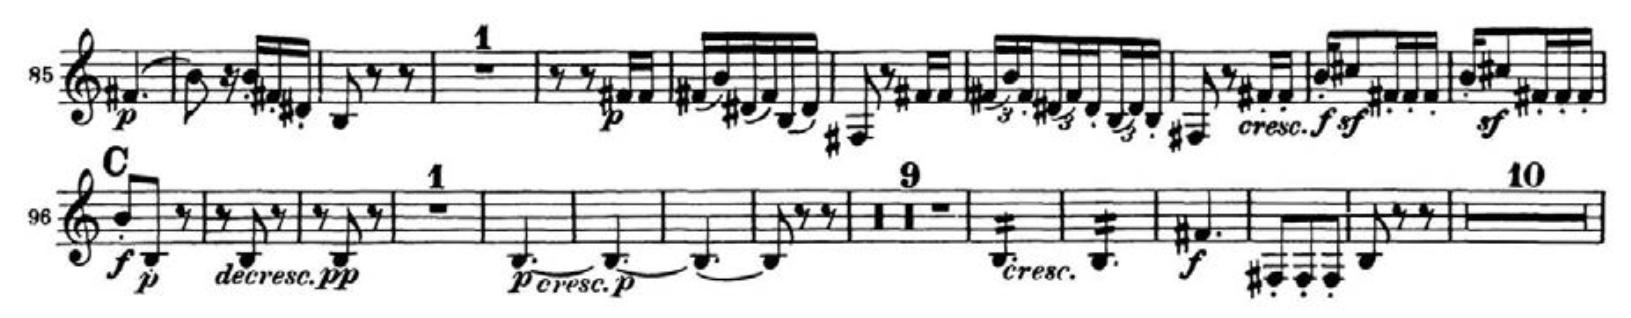 1
85
p p 3 3 3 cresc. f sf sf
C 1 9 10
96
f p decresc. pp p cresc. p cresc. f